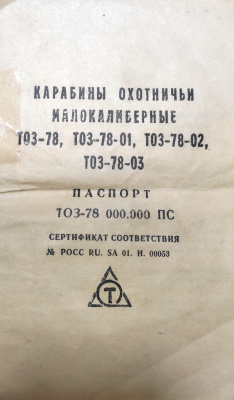 КАРАБИНЫ ОХОТНИЧЬИ
МАЛОКАЛИБЕРНЫЕ
ТОЗ-78, ТОЗ-78-01, ТОЗ-78-02,
ТОЗ-78-03
ПАСПОРТ
ТОЗ-78 000.000 ПС
СЕРТИФИКАТ СООТВЕТСТВИЯ
№ РОСС RU. SA 01. Н. 00053
Т